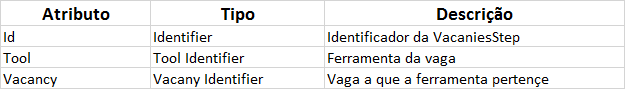 Atributo Tipo Descrição
Id Identifier Identificador da VacaniesStep
Tool Tool Identifier Ferramenta da vaga
Vacancy Vacany Identifier Vaga a que a ferramenta pertençe